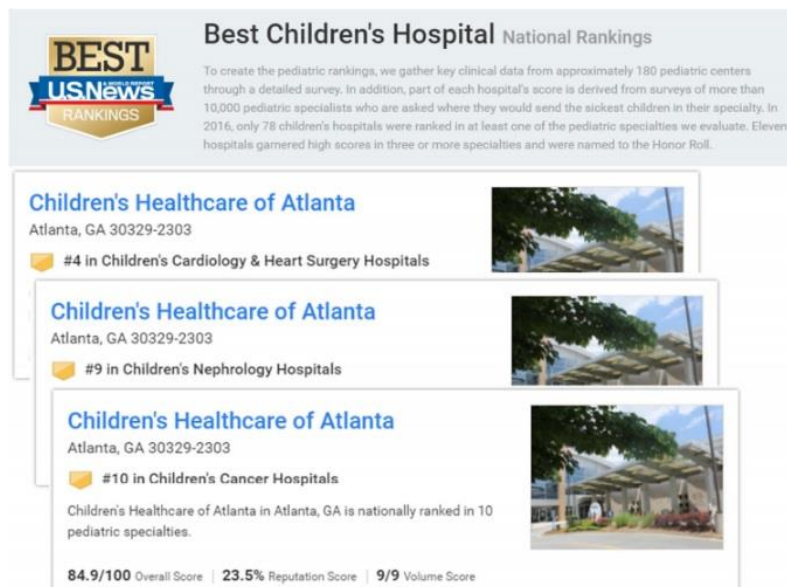 BEST
U.S.News
& WORLD REPORT
RANKINGS
Best Children's Hospital National Rankings
To create the pediatric rankings, we gather key clinical data from approximately 180 pediatric centers
through a detailed survey. In addition, part of each hospital's score is derived from surveys of more than
10,000 pediatric specialists who are asked where they would send the sickest children in their specialty. In
2016, only 78 children's hospitals were ranked in at least one of the pediatric specialties we evaluate. Eleven
hospitals garnered high scores in three or more specialties and were named to the Honor Roll.
Children's Healthcare of Atlanta
Atlanta, GA 30329-2303
#4 in Children's Cardiology & Heart Surgery Hospitals
Children's Healthcare of Atlanta
Atlanta, GA 30329-2303
#9 in Children's Nephrology Hospitals
Children's Healthcare of Atlanta
Atlanta, GA 30329-2303
#10 in Children's Cancer Hospitals
Children's Healthcare of Atlanta in Atlanta, GA is nationally ranked in 10
pediatric specialties.
84.9/100 Overall Score | 23.5% Reputation Score | 9/9 Volume Score